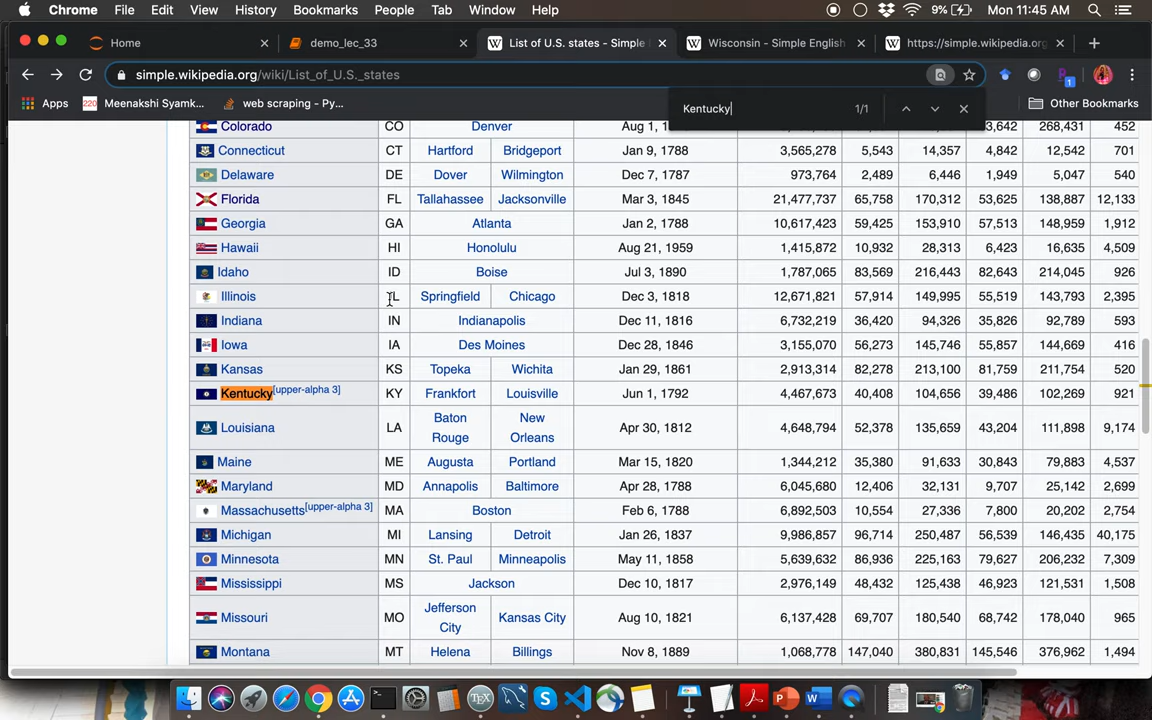 Chrome File Edit View History Bookmarks People Tab Window Help 9% Mon 11:45 AM
Home demo_lec_33 List of U.S. states - Simple Wisconsin - Simple English https://simple.wikipedia.org
simple.wikipedia.org/wiki/List_of_U.S._states
1
Apps 220 Meenakshi Syamk... web scraping - Py... Other Bookmarks
Kentucky 1/1
Colorado CO Denver Aug 1, 3,642 268,431 452
Connecticut CT Hartford Bridgeport Jan 9, 1788 3,565,278 5,543 14,357 4,842 12,542 701
Delaware DE Dover Wilmington Dec 7, 1787 973,764 2,489 6,446 1,949 5,047 540
Florida FL Tallahassee Jacksonville Mar 3, 1845 21,477,737 65,758 170,312 53,625 138,887 12,133
Georgia GA Atlanta Jan 2, 1788 10,617,423 59,425 153,910 57,513 148,959 1,912
Hawaii HI Honolulu Aug 21, 1959 1,415,872 10,932 28,313 6,423 16,635 4,509
Idaho ID Boise Jul 3, 1890 1,787,065 83,569 216,443 82,643 214,045 926
Illinois IL Springfield Chicago Dec 3, 1818 12,671,821 57,914 149,995 55,519 143,793 2,395
Indiana IN Indianapolis Dec 11, 1816 6,732,219 36,420 94,326 35,826 92,789 593
Iowa IA Des Moines Dec 28, 1846 3,155,070 56,273 145,746 55,857 144,669 416
Kansas KS Topeka Wichita Jan 29, 1861 2,913,314 82,278 213,100 81,759 211,754 520
Kentucky[upper-alpha 3] KY Frankfort Louisville Jun 1, 1792 4,467,673 40,408 104,656 39,486 102,269 921
Louisiana LA Baton Rouge New Orleans Apr 30, 1812 4,648,794 52,378 135,659 43,204 111,898 9,174
Maine ME Augusta Portland Mar 15, 1820 1,344,212 35,380 91,633 30,843 79,883 4,537
Maryland MD Annapolis Baltimore Apr 28, 1788 6,045,680 12,406 32,131 9,707 25,142 2,699
Massachusetts[upper-alpha 3] MA Boston Feb 6, 1788 6,892,503 10,554 27,336 7,800 20,202 2,754
Michigan MI Lansing Detroit Jan 26, 1837 9,986,857 96,714 250,487 56,539 146,435 40,175
Minnesota MN St. Paul Minneapolis May 11, 1858 5,639,632 86,936 225,163 79,627 206,232 7,309
Mississippi MS Jackson Dec 10, 1817 2,976,149 48,432 125,438 46,923 121,531 1,508
Missouri MO Jefferson City Kansas City Aug 10, 1821 6,137,428 69,707 180,540 68,742 178,040 965
Montana MT Helena Billings Nov 8, 1889 1,068,778 147,040 380,831 145,546 376,962 1,494